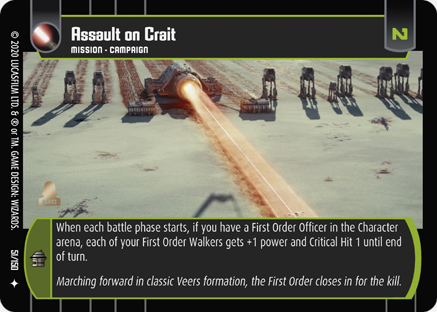 Assault on Crait
MISSION - CAMPAIGN
N
© 2020 LUCASFILM LTD. & ® or TM. GAME DESIGN: WIZARDS.
51/150
When each battle phase starts, if you have a First Order Officer in the Character
arena, each of your First Order Walkers gets +1 power and Critical Hit 1 until end
of turn.
Marching forward in classic Veers formation, the First Order closes in for the kill.